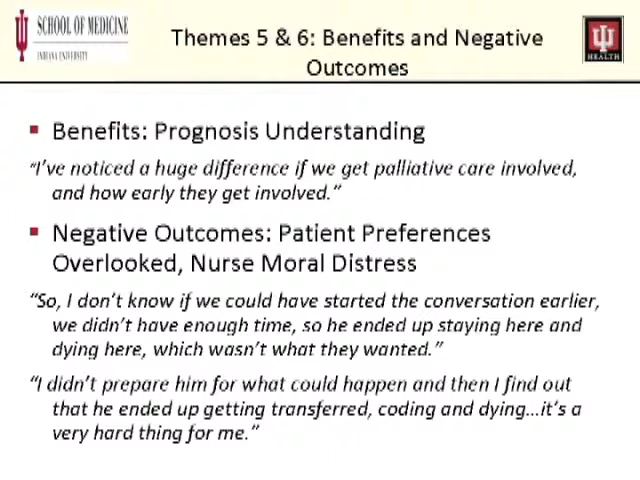 SCHOOL OF MEDICINE
INDIANA UNIVERSITY
Themes 5 & 6: Benefits and Negative
Outcomes
HEALTH
▪ Benefits: Prognosis Understanding
"I've noticed a huge difference if we get palliative care involved,
and how early they get involved."
▪ Negative Outcomes: Patient Preferences
Overlooked, Nurse Moral Distress
"So, I don't know if we could have started the conversation earlier,
we didn't have enough time, so he ended up staying here and
dying here, which wasn't what they wanted."
"I didn't prepare him for what could happen and then I find out
that he ended up getting transferred, coding and dying...it's a
very hard thing for me."